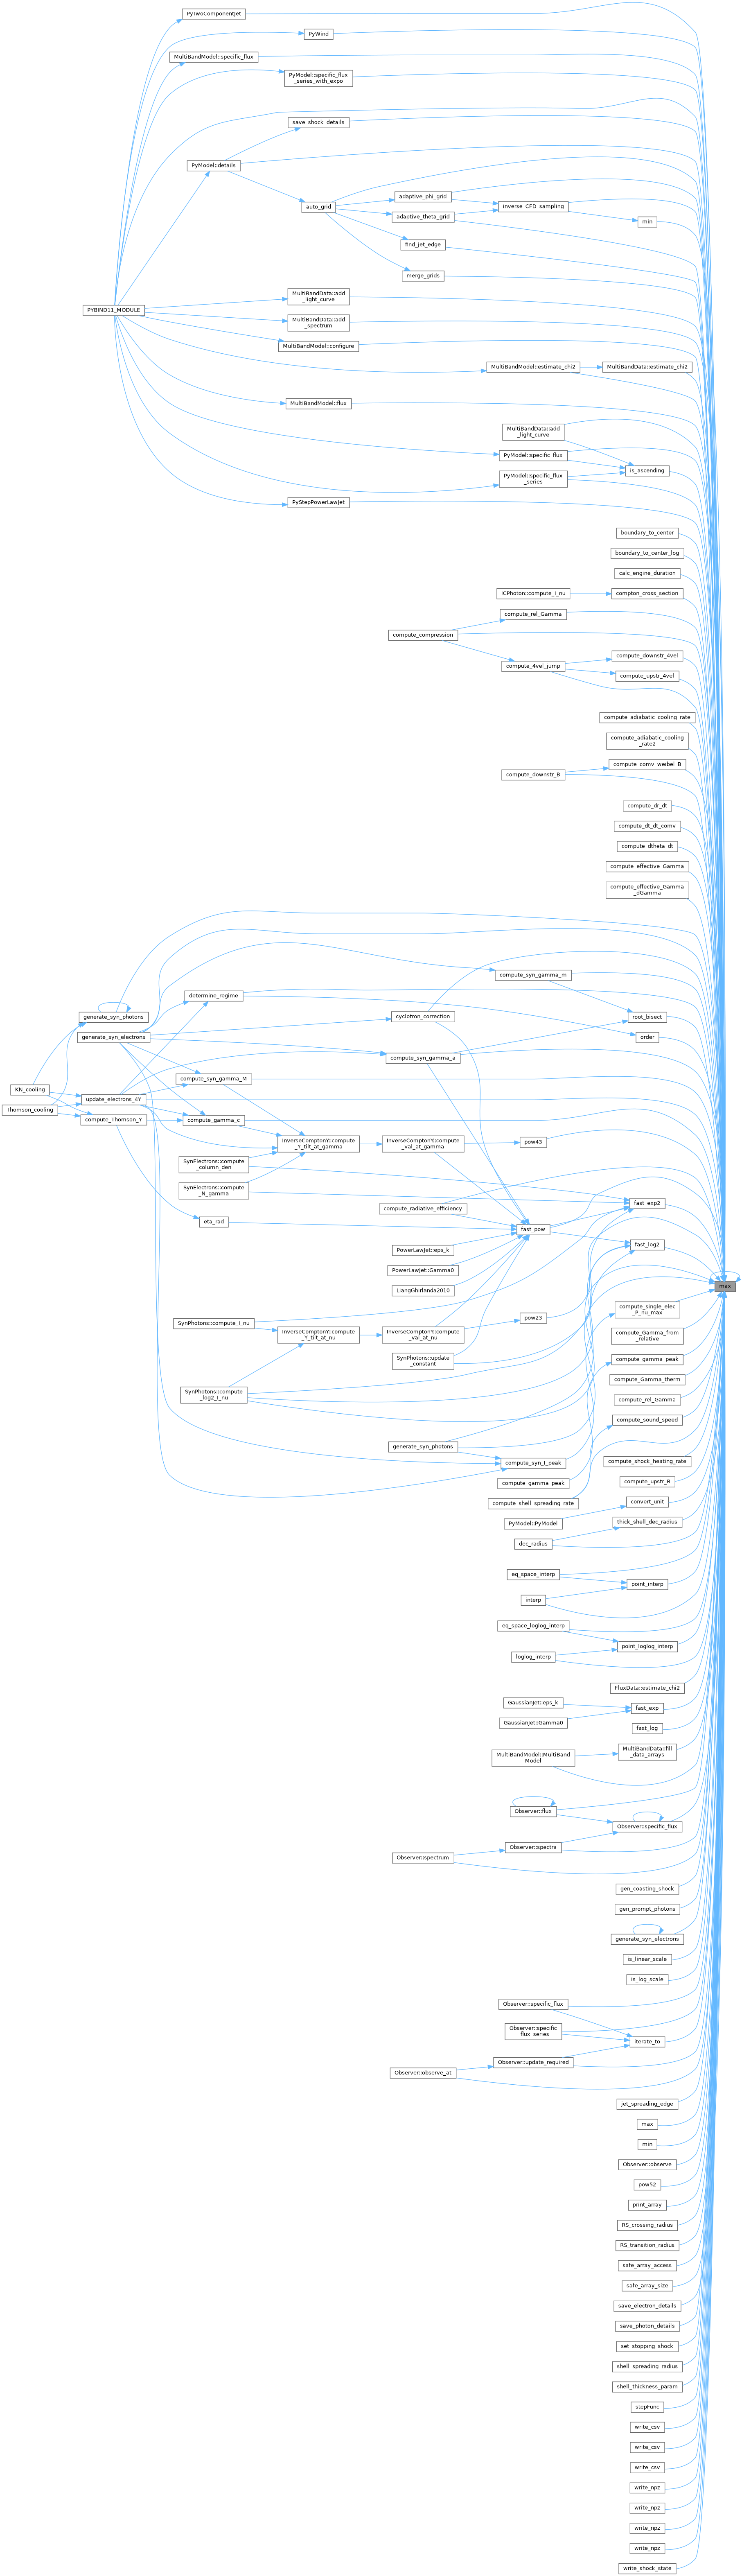 PyTwoComponentJet
PyWind
MultiBandModel::specific_flux
PyModel::specific_flux
_series_with_expo
save_shock_details
PyModel::details
adaptive_phi_grid
auto_grid
inverse_CFD_sampling
adaptive_theta_grid
min
find_jet_edge
merge_grids
MultiBandData::add
_light_curve
PYBIND11_MODULE
MultiBandData::add
_spectrum
MultiBandModel::configure
MultiBandModel::estimate_chi2
MultiBandData::estimate_chi2
MultiBandModel::flux
MultiBandData::add
_light_curve
PyModel::specific_flux
is_ascending
PyModel::specific_flux
_series
PyStepPowerLawJet
boundary_to_center
boundary_to_center_log
calc_engine_duration
ICPhoton::compute_I_nu
compton_cross_section
compute_rel_Gamma
compute_compression
compute_downstr_4vel
compute_4vel_jump
compute_upstr_4vel
compute_adiabatic_cooling_rate
compute_adiabatic_cooling
_rate2
compute_comv_weibel_B
compute_downstr_B
compute_dr_dt
compute_dt_dt_comv
compute_dtheta_dt
compute_effective_Gamma
compute_effective_Gamma
_dGamma
compute_syn_gamma_m
determine_regime
generate_syn_photons
cyclotron_correction
root_bisect
generate_syn_electrons
order
compute_syn_gamma_a
compute_syn_gamma_M
KN_cooling
update_electrons_4Y
Thomson_cooling
compute_Thomson_Y
compute_gamma_c
InverseComptonY::compute
_Y_tilt_at_gamma
InverseComptonY::compute
_val_at_gamma
pow43
SynElectrons::compute
_column_den
SynElectrons::compute
_N_gamma
compute_radiative_efficiency
fast_exp2
eta_rad
fast_pow
fast_log2
PowerLawJet::eps_k
PowerLawJet::Gamma0
max
LiangGhirlanda2010
compute_single_elec
_P_nu_max
SynPhotons::compute_I_nu
pow23
InverseComptonY::compute
_Y_tilt_at_nu
InverseComptonY::compute
_val_at_nu
compute_Gamma_from
_relative
SynPhotons::update
_constant
compute_gamma_peak
compute_Gamma_therm
SynPhotons::compute
_log2_I_nu
compute_rel_Gamma
compute_sound_speed
generate_syn_photons
compute_syn_I_peak
compute_shock_heating_rate
compute_gamma_peak
compute_upstr_B
compute_shell_spreading_rate
convert_unit
PyModel::PyModel
thick_shell_dec_radius
dec_radius
eq_space_interp
point_interp
interp
eq_space_loglog_interp
point_loglog_interp
loglog_interp
FluxData::estimate_chi2
GaussianJet::eps_k
fast_exp
GaussianJet::Gamma0
fast_log
MultiBandData::fill
_data_arrays
MultiBandModel::MultiBand
Model
Observer::flux
Observer::specific_flux
Observer::spectra
Observer::spectrum
gen_coasting_shock
gen_prompt_photons
generate_syn_electrons
is_linear_scale
is_log_scale
Observer::specific_flux
Observer::specific
_flux_series
iterate_to
Observer::update_required
Observer::observe_at
jet_spreading_edge
max
min
Observer::observe
pow52
print_array
RS_crossing_radius
RS_transition_radius
safe_array_access
safe_array_size
save_electron_details
save_photon_details
set_stopping_shock
shell_spreading_radius
shell_thickness_param
stepFunc
write_csv
write_csv
write_csv
write_npz
write_npz
write_npz
write_npz
write_shock_state